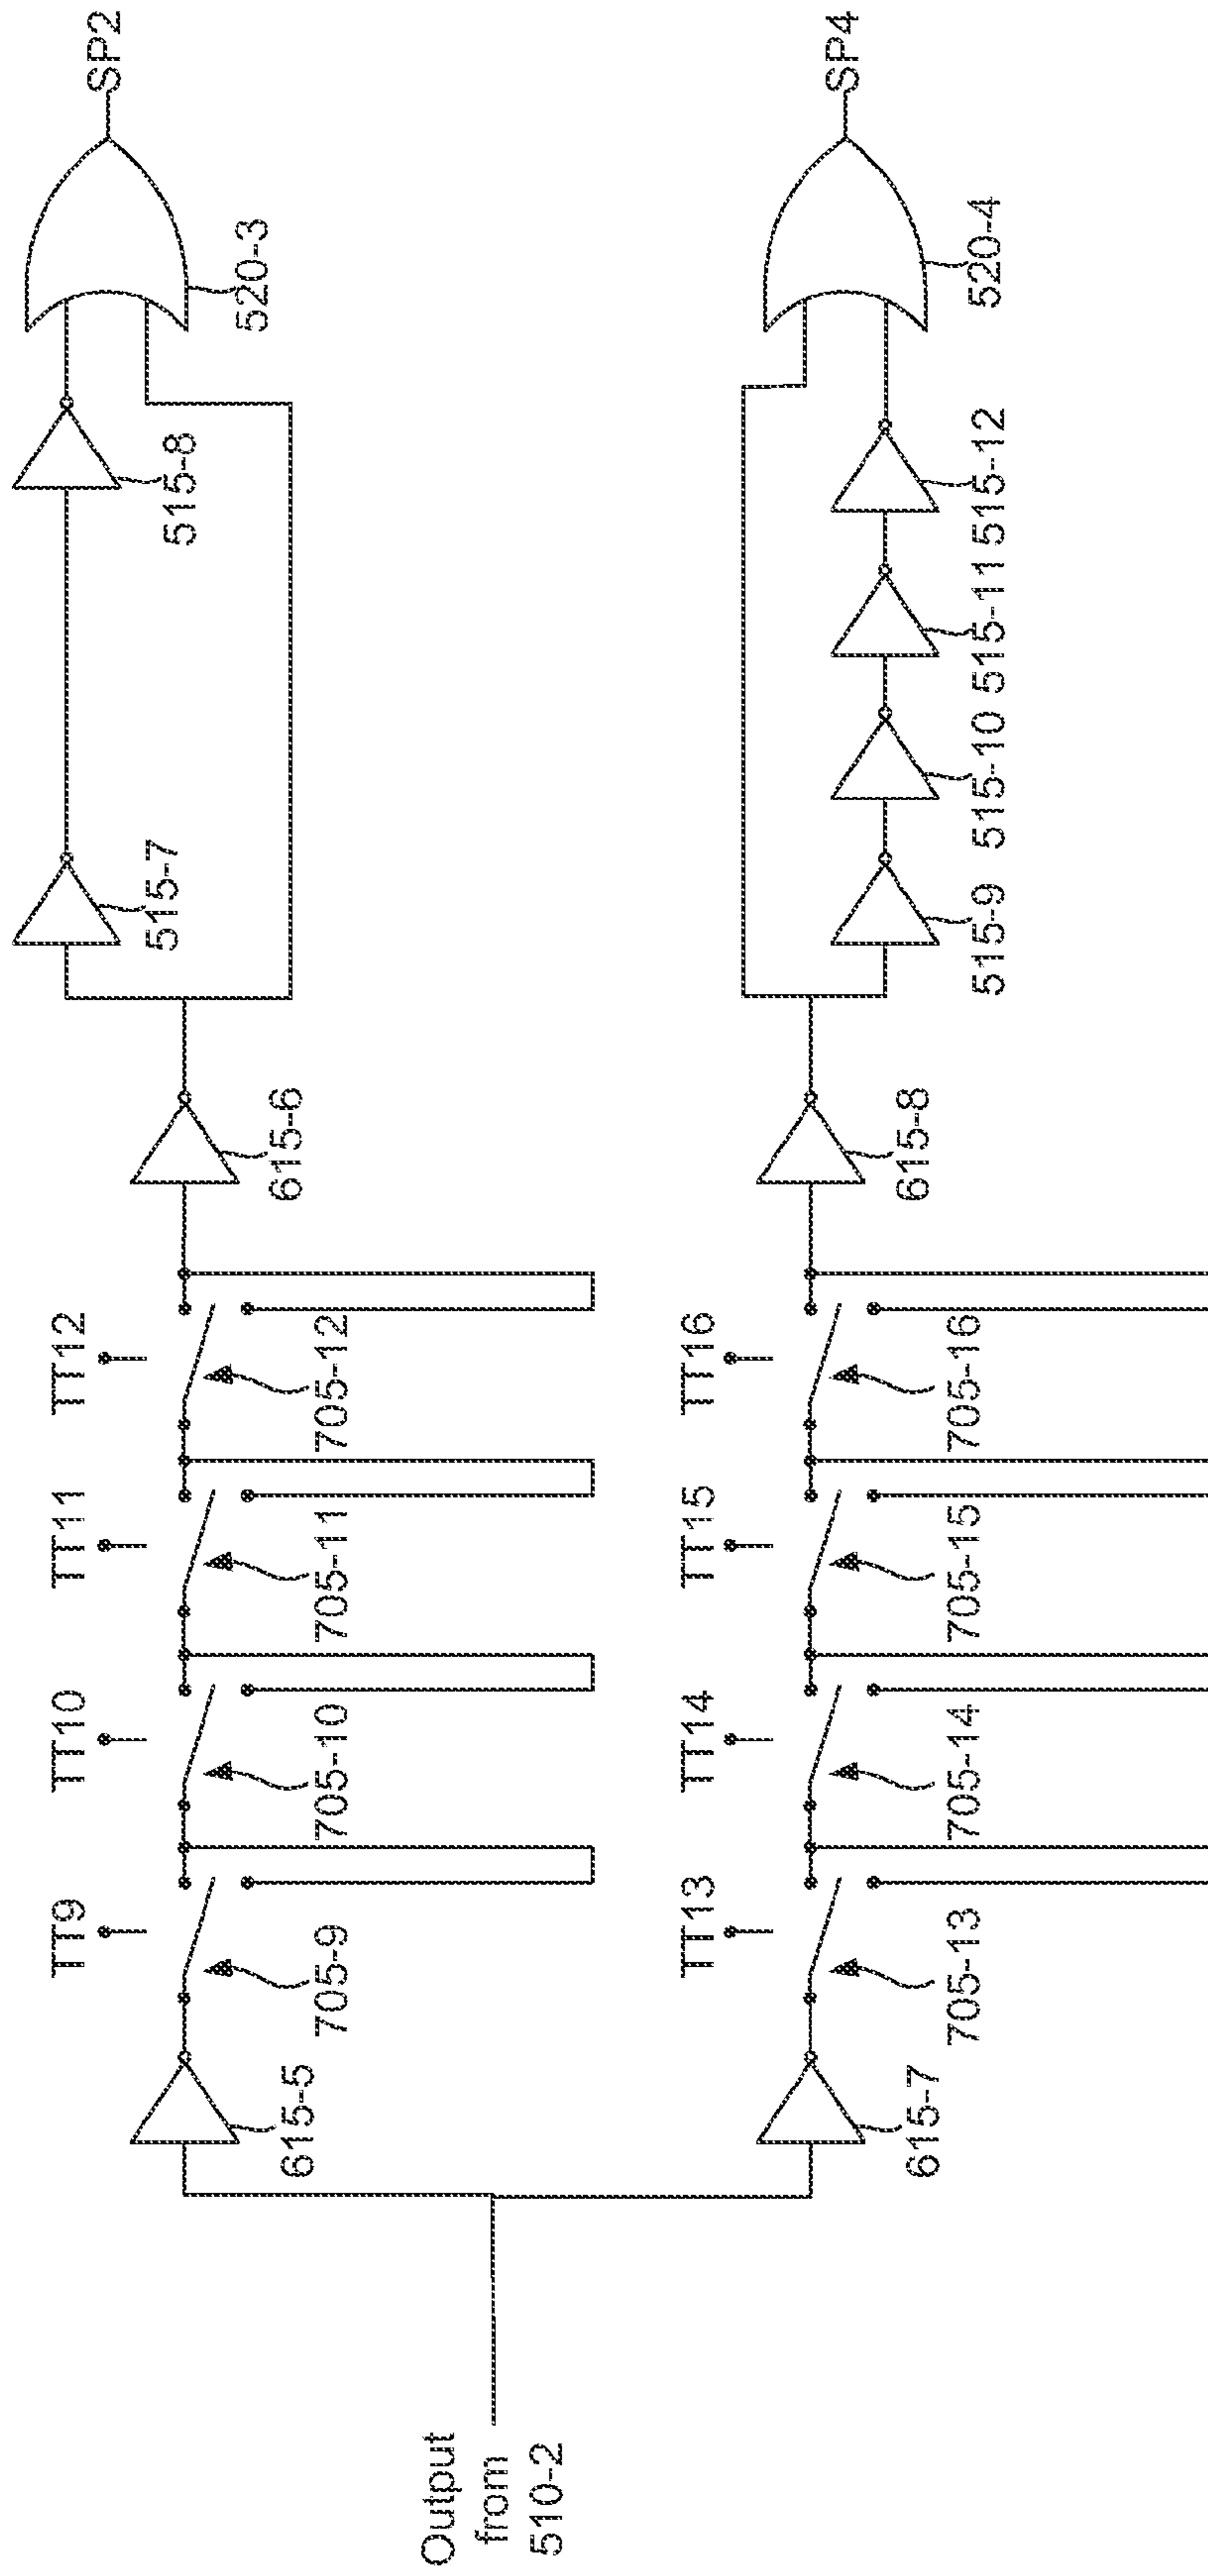 Output
from
510-2
TT9
TT10
TT11
TT12
615-5
705-9
705-10
705-11
705-12
615-6
515-7
515-8
520-3
SP2
TT13
TT14
TT15
TT16
615-7
705-13
705-14
705-15
705-16
615-8
515-9
515-10
515-11
515-12
520-4
SP4